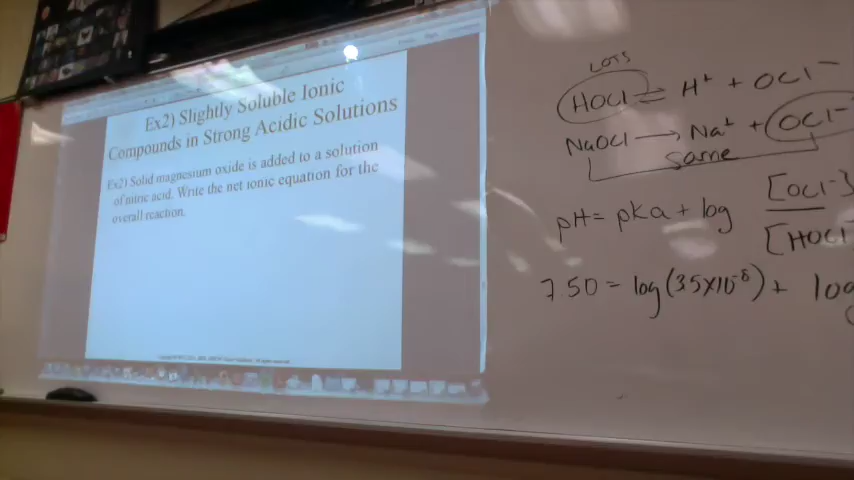 Ex2) Slightly Soluble Ionic
Compounds in Strong Acidic Solutions
Ex2) Solid magnesium oxide is added to a solution
of nitric acid. Write the net ionic equation for the
overall reaction.
LOTS
HOCl ⇌ H⁺ + OCl⁻
NaOCl → Na⁺ + OCl⁻
same
pH = pKa + log [OCl-]
[HOCl
7.50 = log(3.5x10⁻⁸) + log